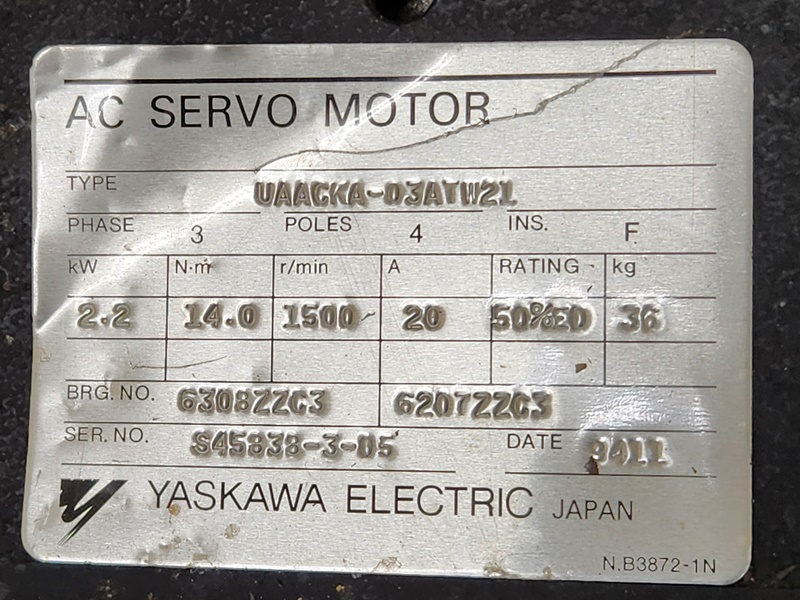 AC SERVO MOTOR
TYPE UAACKA-03ATW21
PHASE 3 POLES 4 INS. F
kW N·m r/min A RATING kg
2.2 14.0 1500 20 50%ED 36
BRG. NO. 6308ZZC3 6207ZZC3
SER. NO. S45838-3-05 DATE 9411
YASKAWA ELECTRIC JAPAN
N.B3872-1N